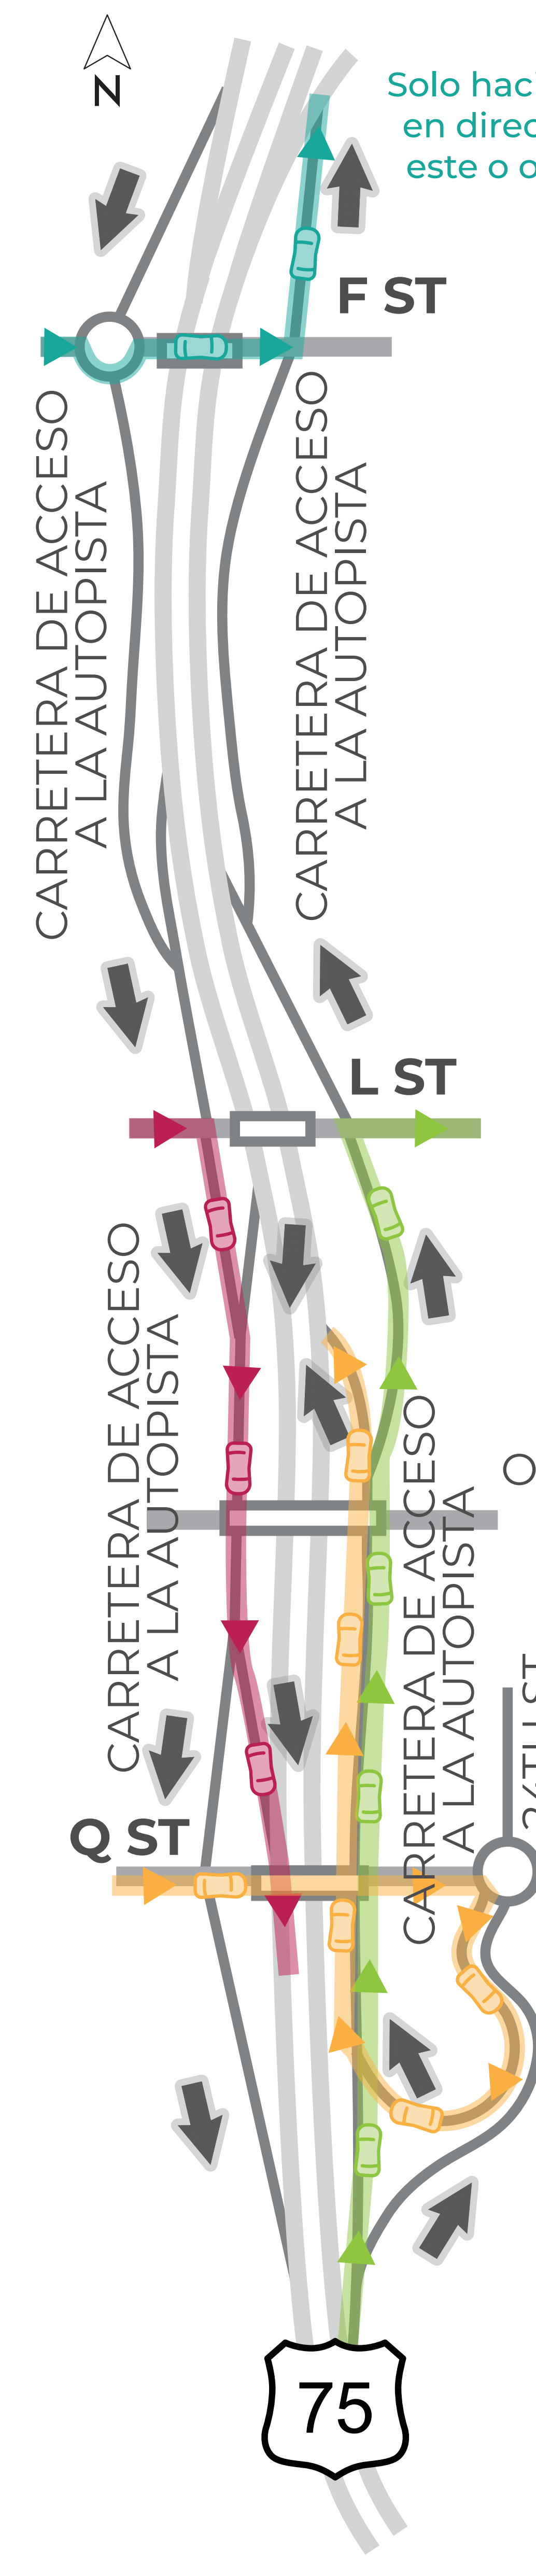 N
Solo hac
en direc
este o o
F ST
CARRETERA DE ACCESO
A LA AUTOPISTA
CARRETERA DE ACCESO
A LA AUTOPISTA
L ST
CARRETERA DE ACCESO
A LA AUTOPISTA
CARRETERA DE ACCESO
A LA AUTOPISTA
O
Q ST
75